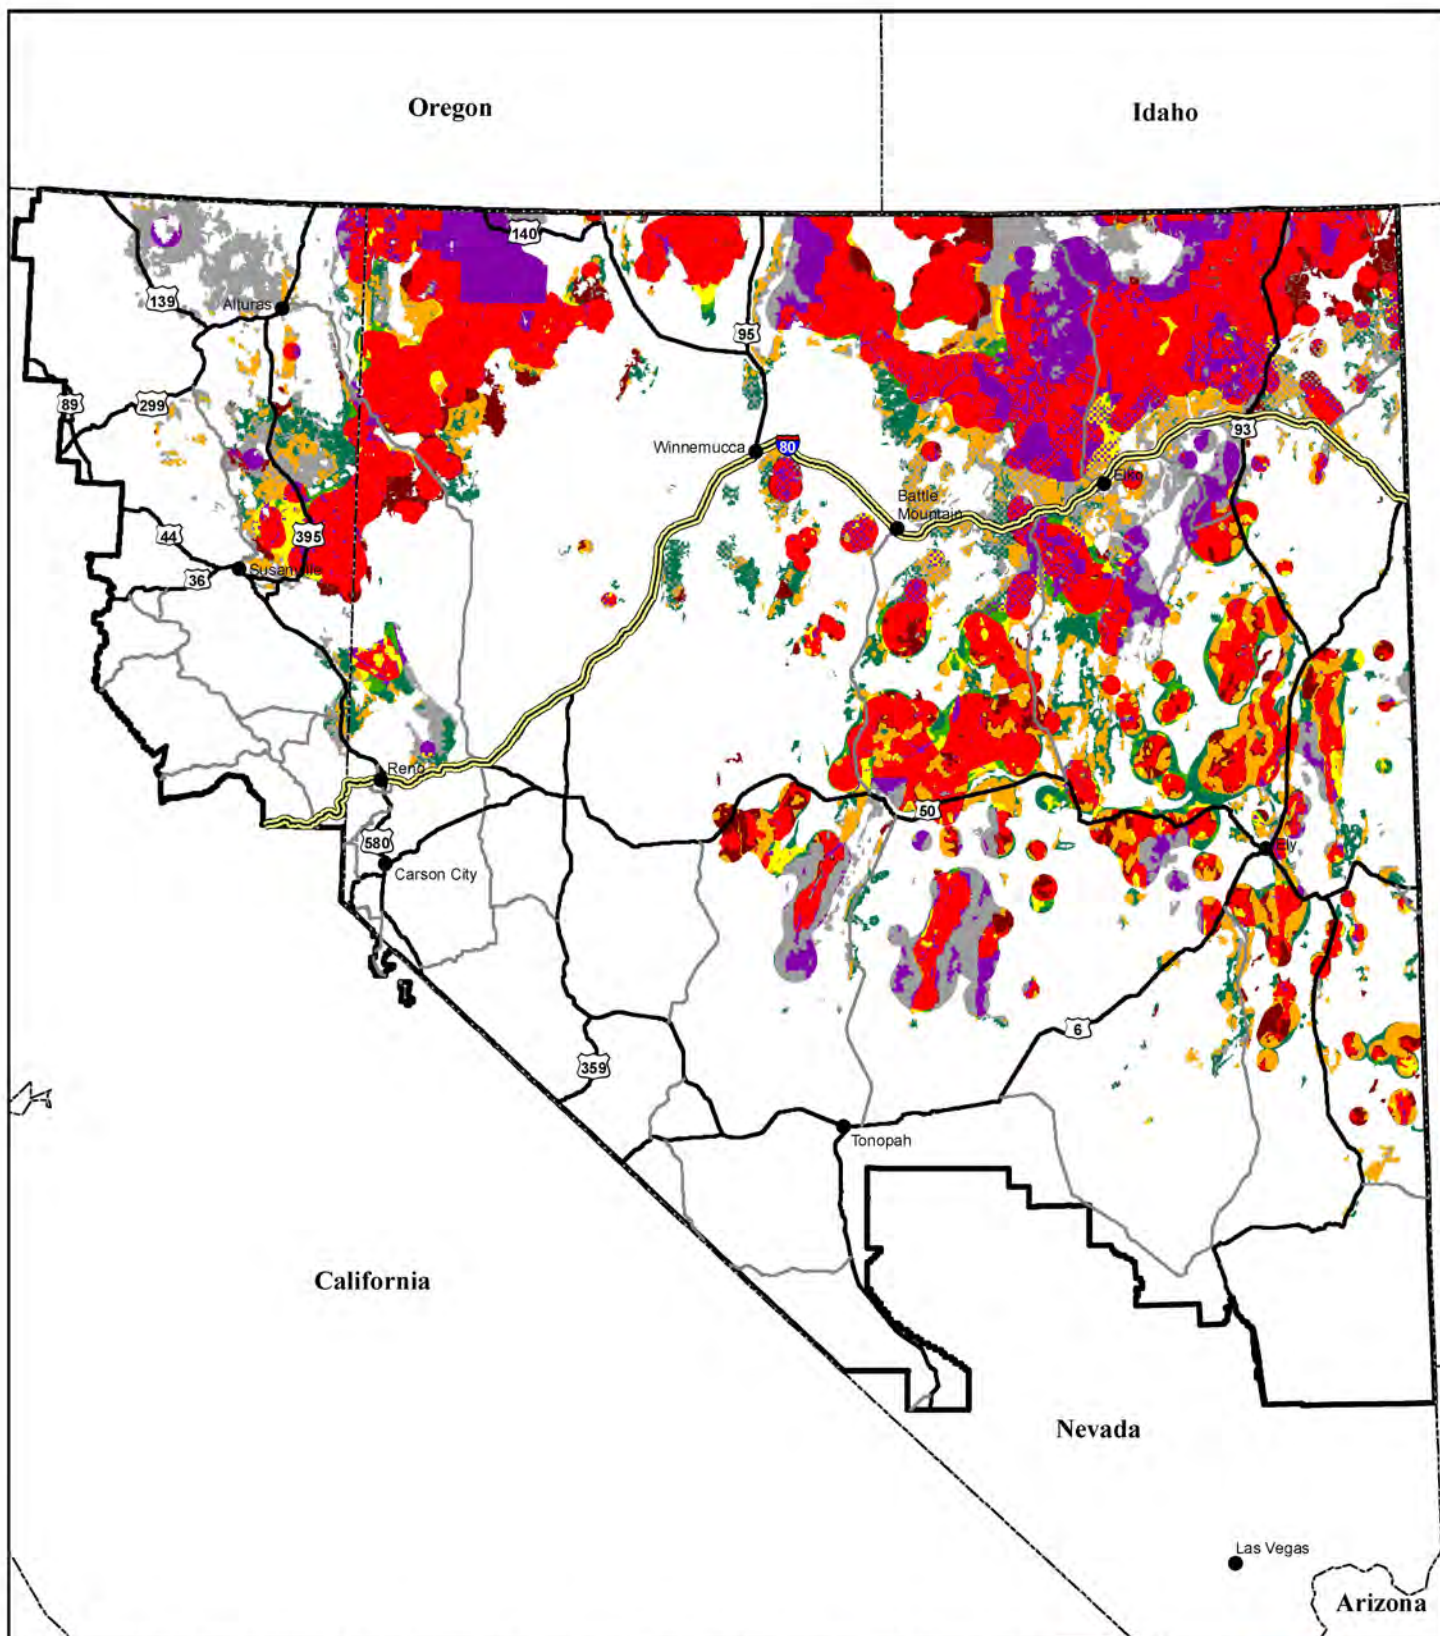 Oregon
Idaho
140
139
Alturas
95
89
299
93
Winnemucca
80
Elko
Battle
Mountain
44
395
Susanville
36
Reno
50
580
Ely
Carson City
6
359
Tonopah
California
Nevada
Las Vegas
Arizona